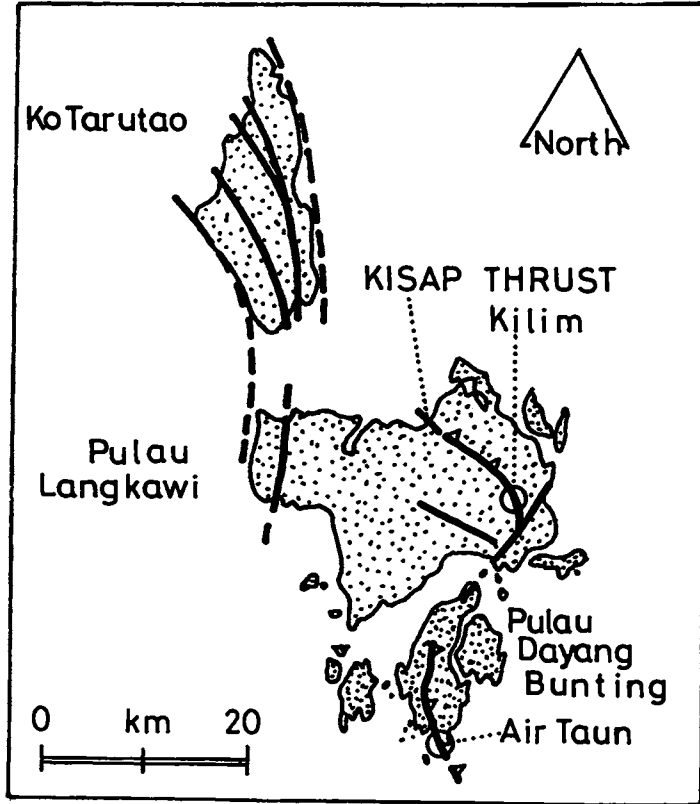 Ko Tarutao
North
KISAP THRUST
Kilim
Pulau
Langkawi
Pulau
Dayang
Bunting
0 km 20
Air Taun